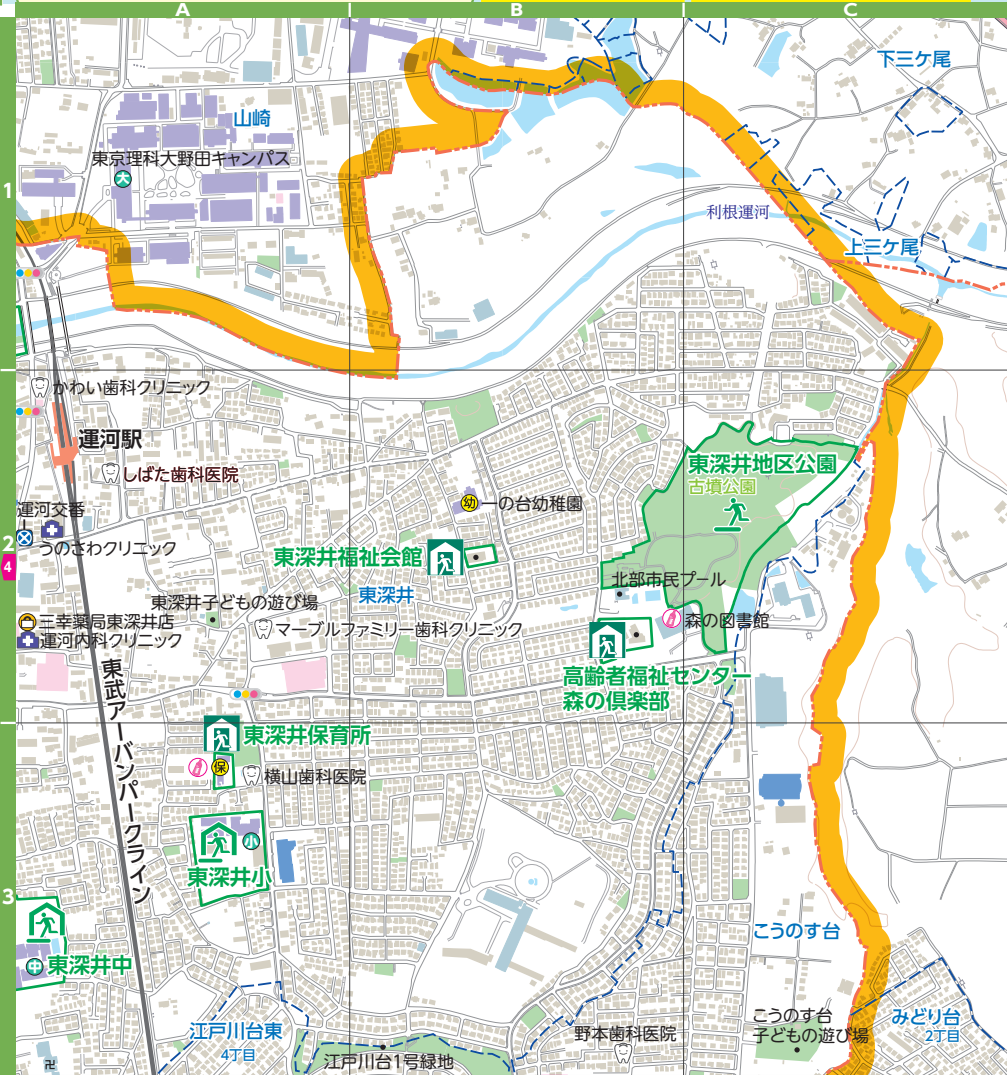 A
B
C
下三ケ尾
山崎
東京理科大野田キャンパス
大
1
利根運河
上三ケ尾
かわい歯科クリニック
運河駅
しばた歯科医院
東深井地区公園
古墳公園
運河交番
幼
一の台幼稚園
うのさわクリニック
2
4
東深井福祉会館
東深井
北部市民プール
東深井子どもの遊び場
三幸薬局東深井店
マーブルファミリー歯科クリニック
森の図書館
運河内科クリニック
高齢者福祉センター
森の倶楽部
東武アーバンパークライン
東深井保育所
保
横山歯科医院
小
東深井小
3
こうのす台
中
東深井中
江戸川台東
4丁目
江戸川台1号緑地
野本歯科医院
こうのす台
子どもの遊び場
みどり台
2丁目
卍